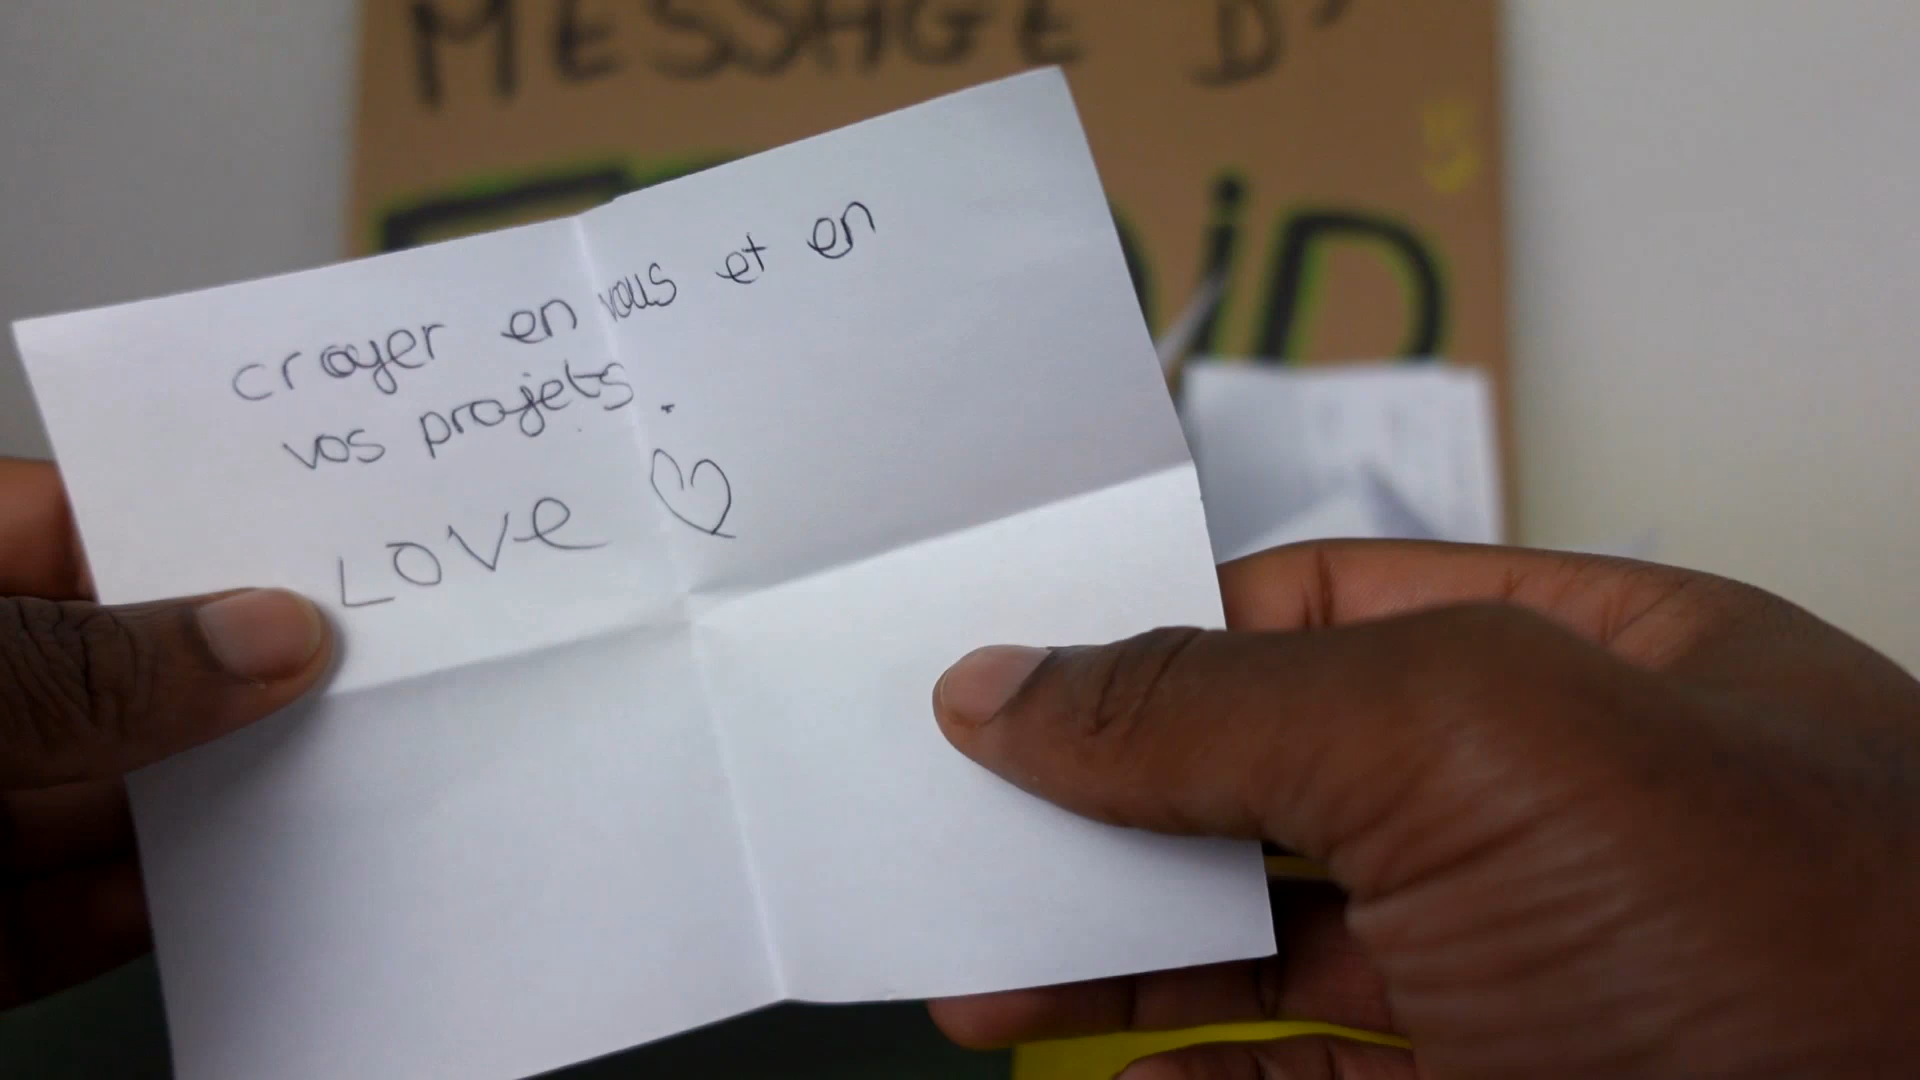 MESSAGE D'
croyer en vous et en
vos projets.
LOVE